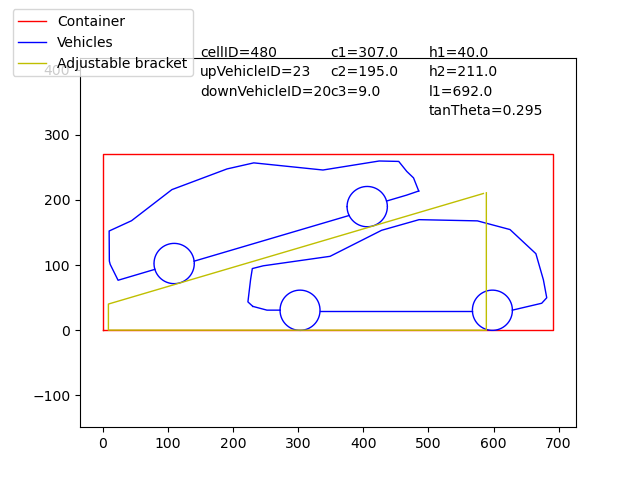 Container
Vehicles
Adjustable bracket
cellID=480 c1=307.0 h1=40.0
upVehicleID=23 c2=195.0 h2=211.0
downVehicleID=20 c3=9.0 l1=692.0
tanTheta=0.295
400
300
200
100
0
−100
0 100 200 300 400 500 600 700